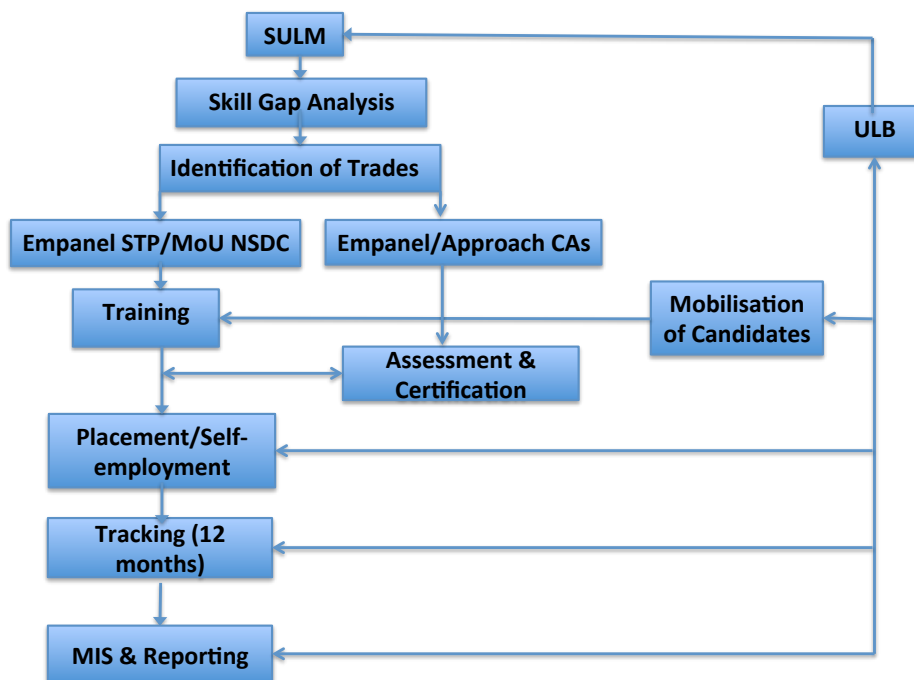 SULM
Skill Gap Analysis
ULB
Identification of Trades
Empanel STP/MoU NSDC
Empanel/Approach CAs
Training
Mobilisation
of Candidates
Assessment &
Certification
Placement/Self-
employment
Tracking (12
months)
MIS & Reporting